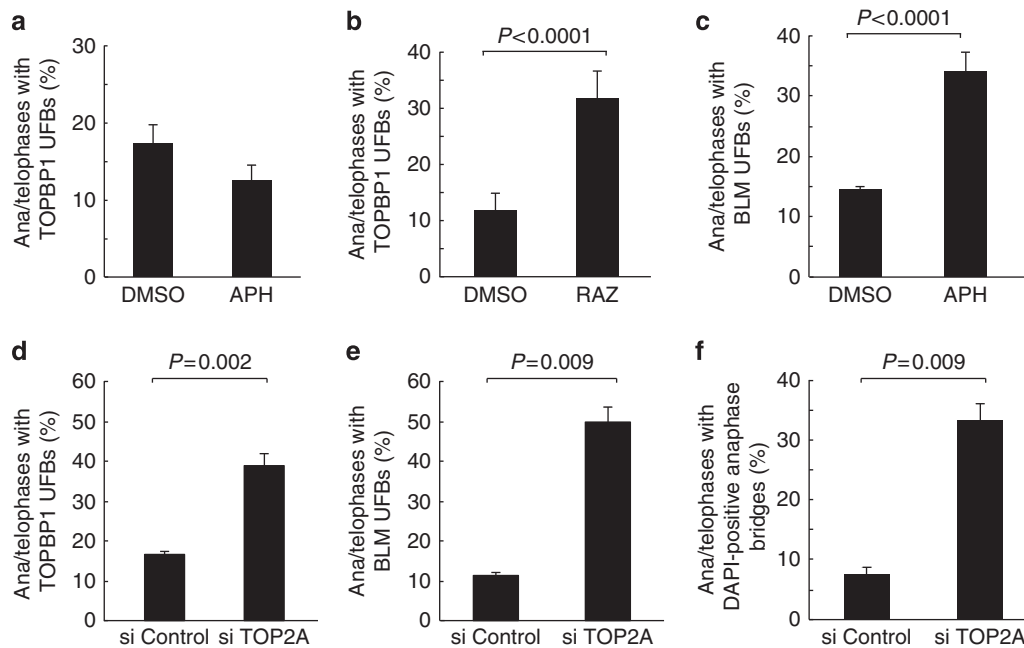 a
Ana/telophases with
TOPBP1 UFBs (%)
30
20
10
0
DMSO APH
b
P<0.0001
Ana/telophases with
TOPBP1 UFBs (%)
40
30
20
10
0
DMSO RAZ
c
P<0.0001
Ana/telophases with
BLM UFBs (%)
40
30
20
10
0
DMSO APH
d
P=0.002
Ana/telophases with
TOPBP1 UFBs (%)
60
50
40
30
20
10
0
si Control si TOP2A
e
P=0.009
Ana/telophases with
BLM UFBs (%)
60
50
40
30
20
10
0
si Control si TOP2A
f
P=0.009
Ana/telophases with
DAPI-positive anaphase
bridges (%)
40
30
20
10
0
si Control si TOP2A